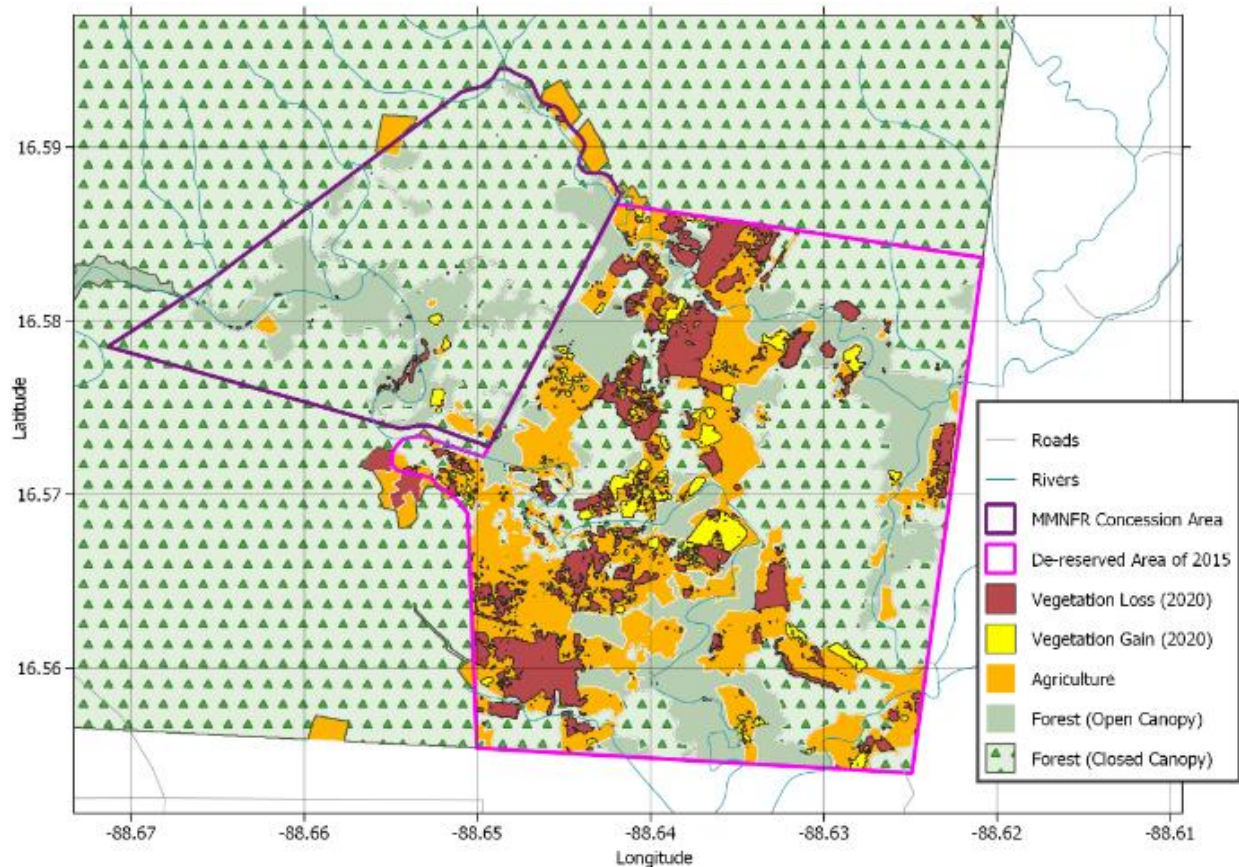 16.59
16.58
16.57
16.56
Latitude
-88.67
-88.66
-88.65
-88.64
-88.63
-88.62
-88.61
Longitude
Roads
Rivers
MMNFR Concession Area
De-reserved Area of 2015
Vegetation Loss (2020)
Vegetation Gain (2020)
Agriculture
Forest (Open Canopy)
Forest (Closed Canopy)